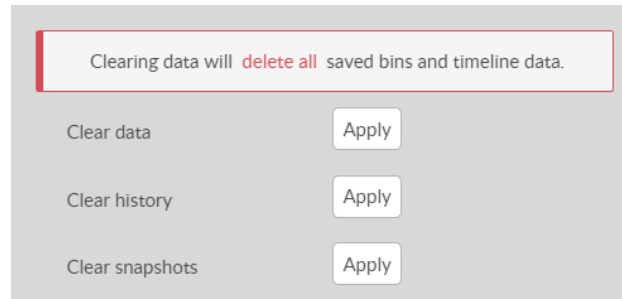 Clearing data will delete all saved bins and timeline data.
Clear data Apply
Clear history Apply
Clear snapshots Apply